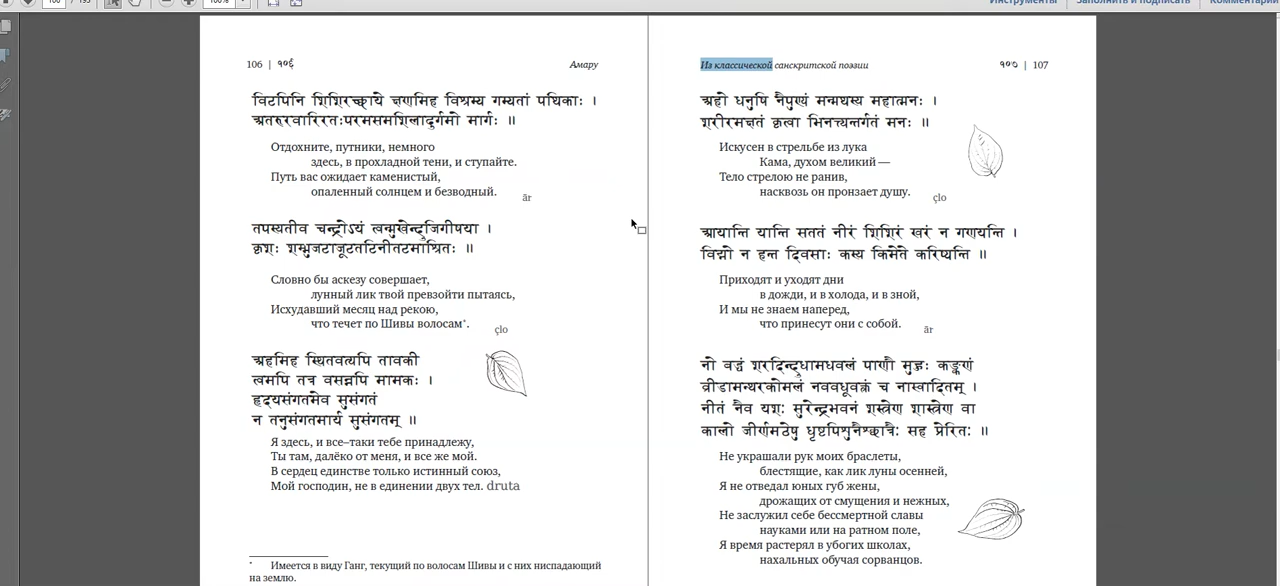 106 / 193
100%
Инструменты
Заполнить и подписать
Комментарии
106 | १०६
Амару
विटपिनि शिशिरच्छाये क्षणमिह विश्रम्य गम्यतां पथिकाः ।
अतरुरवारिरतःपरमसमशिलादुर्गमो मार्गः ॥
Отдохните, путники, немного
здесь, в прохладной тени, и ступайте.
Путь вас ожидает каменистый,
опаленный солнцем и безводный.
ār
तपस्यतीव चन्द्रोऽयं त्वन्मुखेन्दुजिगीषया ।
कृशः शम्भुजटाजूटतटिनीतटमाश्रितः ॥
Словно бы аскезу совершает,
лунный лик твой превзойти пытаясь,
Исхудавший месяц над рекою,
что течет по Шивы волосам*.
çlo
अहमिह स्थितवत्यपि तावकी
त्वमपि तत्र वसन्नपि मामकः ।
हृदयसंगतमेव सुसंगतं
न तनुसंगतमार्य सुसंगतम् ॥
Я здесь, и все–таки тебе принадлежу,
Ты там, далёко от меня, и все же мой.
В сердец единстве только истинный союз,
Мой господин, не в единении двух тел. druta
* Имеется в виду Ганг, текущий по волосам Шивы и с них ниспадающий
на землю.
Из классической санскритской поэзии
१०७ | 107
अहो धनुषि नैपुण्यं मन्मथस्य महात्मनः ।
शरीरमक्षतं कृत्वा भिनत्त्यन्तर्गतं मनः ॥
Искусен в стрельбе из лука
Кама, духом великий —
Тело стрелою не ранив,
насквозь он пронзает душу.
çlo
आयान्ति यान्ति सततं नीरं शिशिरं खरं न गणयन्ति ।
विद्मो न हन्त दिवसाः कस्य किमेते करिष्यन्ति ॥
Приходят и уходят дни
в дожди, и в холода, и в зной,
И мы не знаем наперед,
что принесут они с собой.
ār
नो बद्धं शरदिन्दुधामधवलं पाणौ मुहुः कङ्कणं
व्रीडामन्थरकोमलं नववधूवक्त्रं च नास्वादितम् ।
नीतं नैव यशः सुरेन्द्रभवनं शस्त्रेण शास्त्रेण वा
कालो जीर्णमठेषु धृष्टपिशुनैश्छात्रैः सह प्रेरितः ॥
Не украшали рук моих браслеты,
блестящие, как лик луны осенней,
Я не отведал юных губ жены,
дрожащих от смущения и нежных,
Не заслужил себе бессмертной славы
науками или на ратном поле,
Я время растерял в убогих школах,
нахальных обучая сорванцов.